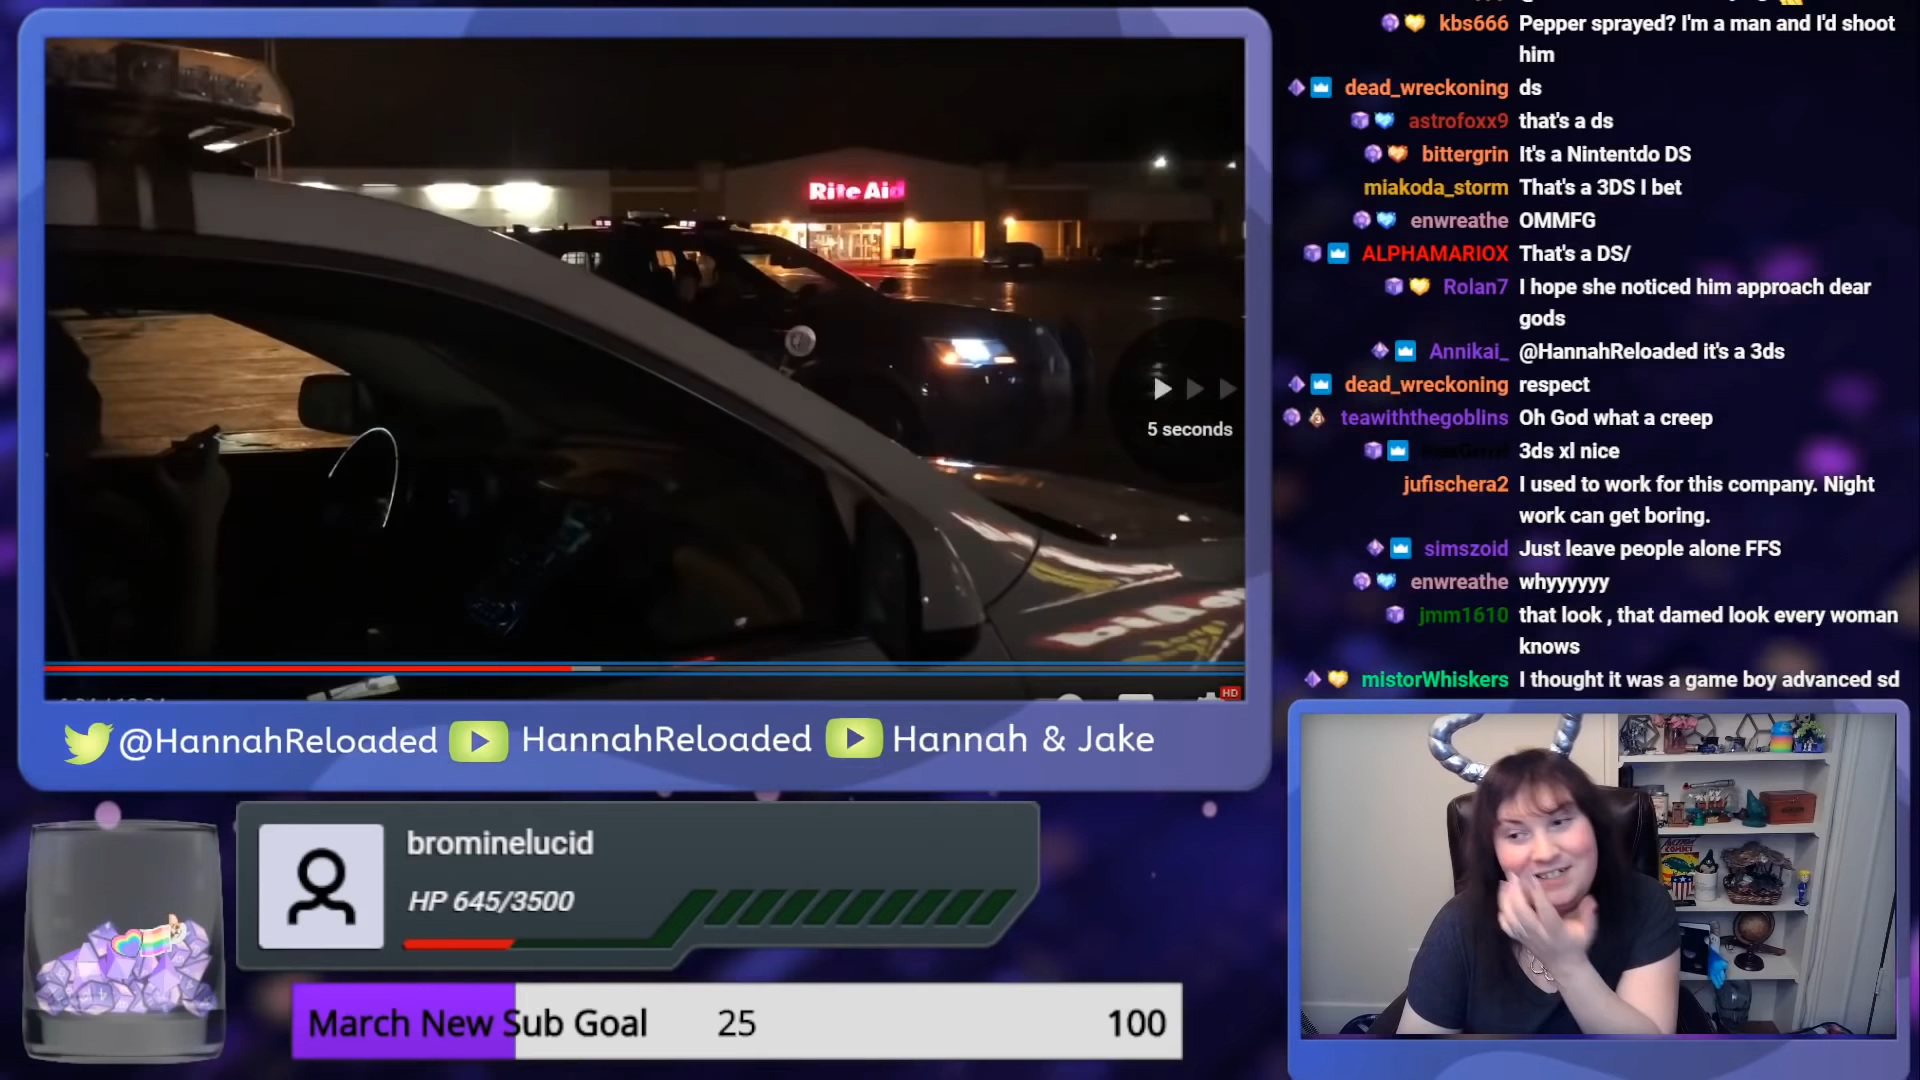 Rite Aid
5 seconds
HD
@HannahReloaded HannahReloaded Hannah & Jake
brominelucid
HP 645/3500
March New Sub Goal 25 100
kbs666 Pepper sprayed? I'm a man and I'd shoot
him
dead_wreckoning ds
astrofoxx9 that's a ds
bittergrin It's a Nintentdo DS
miakoda_storm That's a 3DS I bet
enwreathe OMMFG
ALPHAMARIOX That's a DS/
Rolan7 I hope she noticed him approach dear
gods
Annikai_ @HannahReloaded it's a 3ds
dead_wreckoning respect
teawiththegoblins Oh God what a creep
3ds xl nice
jufischera2 I used to work for this company. Night
work can get boring.
simszoid Just leave people alone FFS
enwreathe whyyyyyy
jmm1610 that look , that damed look every woman
knows
mistorWhiskers I thought it was a game boy advanced sd